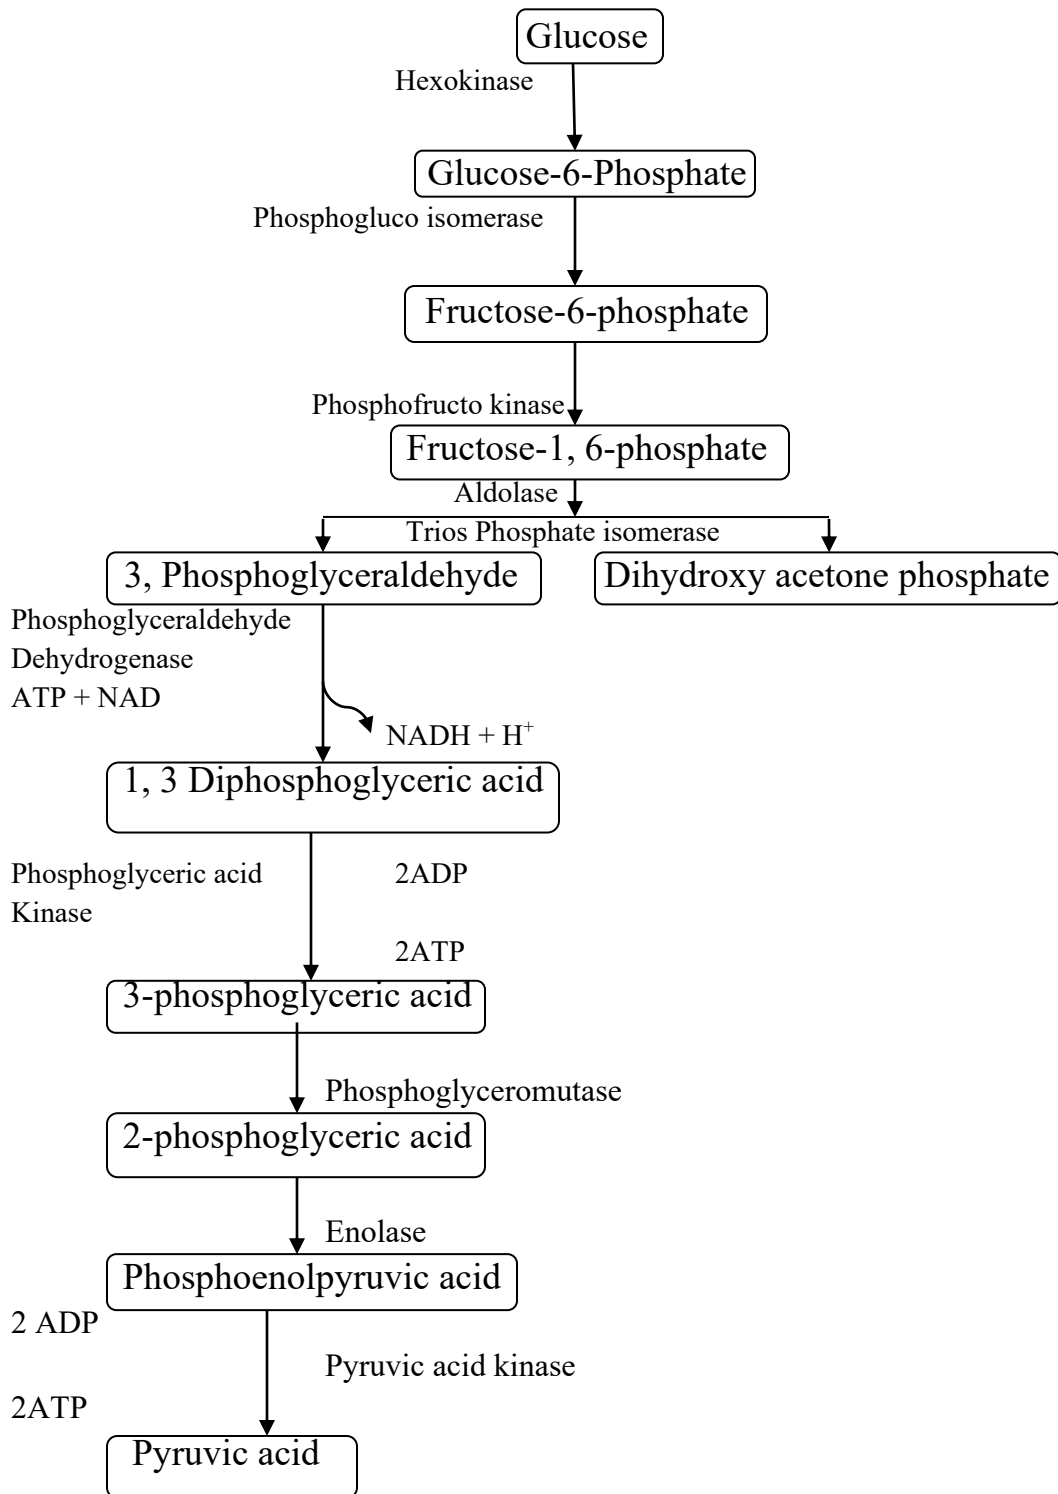 Glucose
Hexokinase
Glucose-6-Phosphate
Phosphogluco isomerase
Fructose-6-phosphate
Phosphofructo kinase
Fructose-1, 6-phosphate
Aldolase
Trios Phosphate isomerase
3, Phosphoglyceraldehyde
Dihydroxy acetone phosphate
Phosphoglyceraldehyde
Dehydrogenase
ATP + NAD
NADH + H⁺
1, 3 Diphosphoglyceric acid
Phosphoglyceric acid
Kinase
2ADP
2ATP
3-phosphoglyceric acid
Phosphoglyceromutase
2-phosphoglyceric acid
Enolase
Phosphoenolpyruvic acid
2 ADP
Pyruvic acid kinase
2ATP
Pyruvic acid